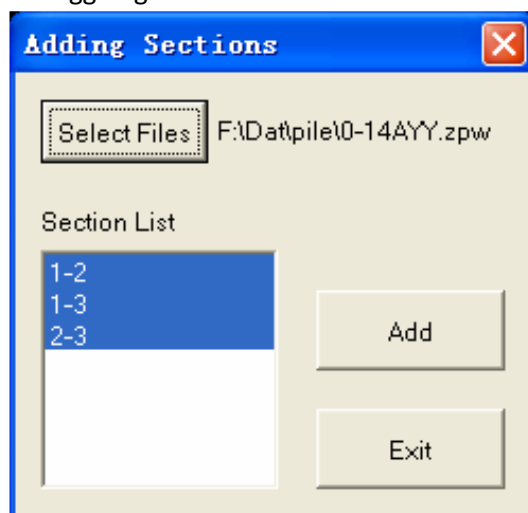 Adding Sections
Select Files F:\Dat\pile\0-14AYY.zpw
Section List
1-2
1-3
2-3
Add
Exit